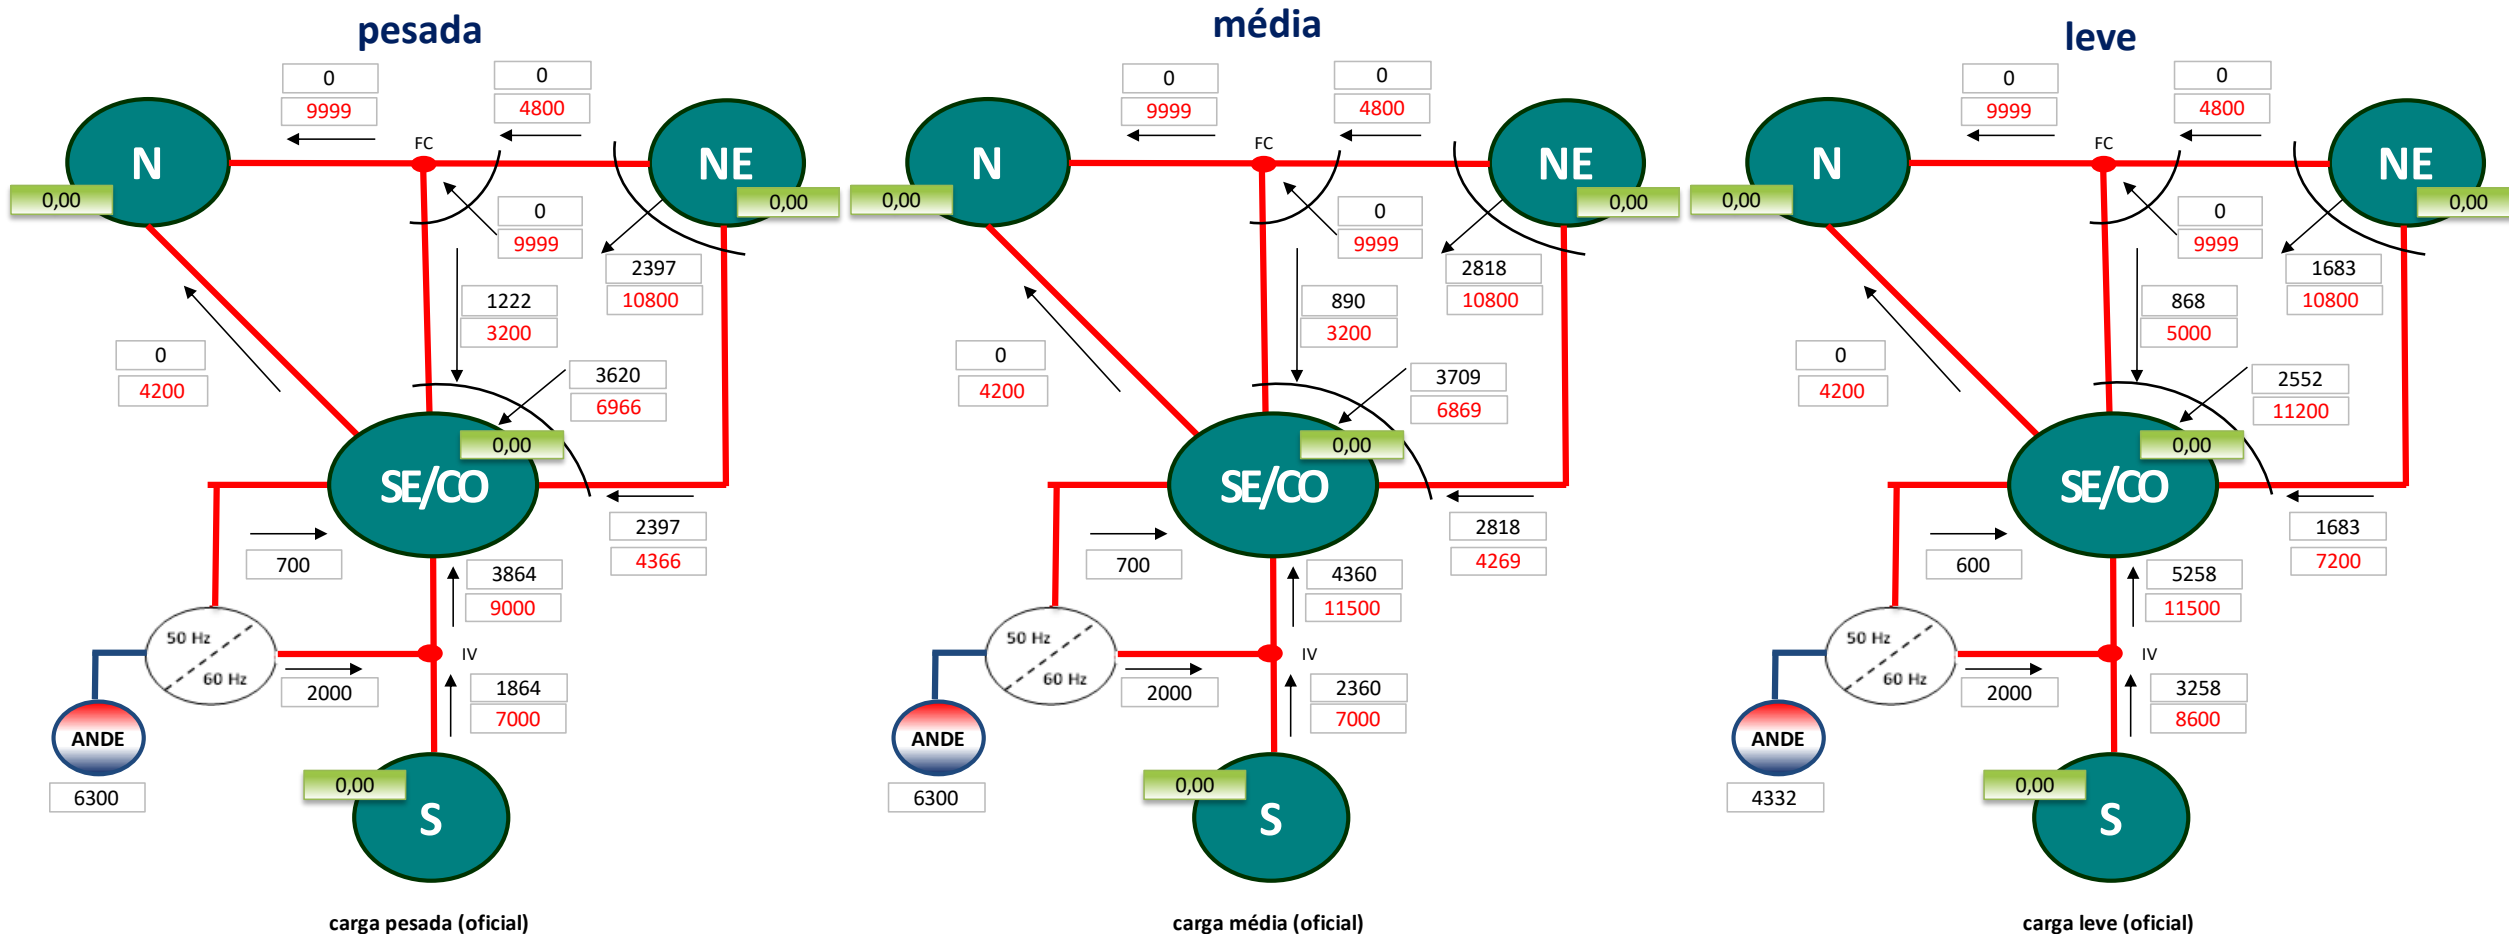 pesada
0
0
9999
4800
FC
N
NE
0,00
0,00
0
9999
2397
10800
1222
3200
0
4200
3620
6966
0,00
SE/CO
2397
4366
700
3864
9000
50 Hz
60 Hz
IV
2000
1864
7000
ANDE
6300
0,00
S
carga pesada (oficial)
média
0
0
9999
4800
FC
N
NE
0,00
0,00
0
9999
2818
10800
890
3200
0
4200
3709
6869
0,00
SE/CO
2818
4269
700
4360
11500
50 Hz
60 Hz
IV
2000
2360
7000
ANDE
6300
0,00
S
carga média (oficial)
leve
0
0
9999
4800
FC
N
NE
0,00
0,00
0
9999
1683
10800
868
5000
0
4200
2552
11200
0,00
SE/CO
1683
7200
600
5258
11500
50 Hz
60 Hz
IV
2000
3258
8600
ANDE
4332
0,00
S
carga leve (oficial)